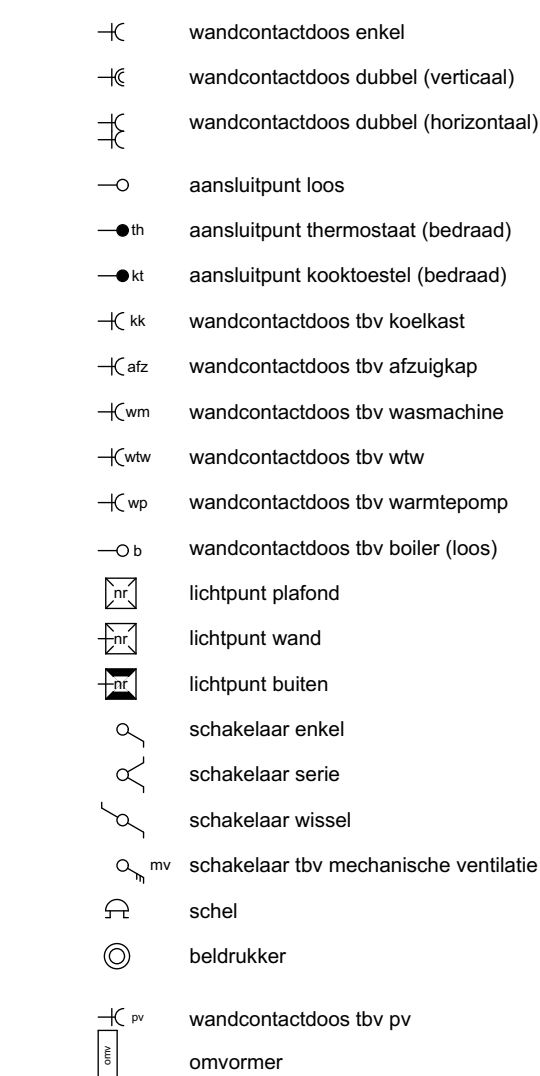 wandcontactdoos enkel
wandcontactdoos dubbel (verticaal)
wandcontactdoos dubbel (horizontaal)
aansluitpunt loos
th aansluitpunt thermostaat (bedraad)
kt aansluitpunt kooktoestel (bedraad)
kk wandcontactdoos tbv koelkast
afz wandcontactdoos tbv afzuigkap
wm wandcontactdoos tbv wasmachine
wtw wandcontactdoos tbv wtw
wp wandcontactdoos tbv warmtepomp
b wandcontactdoos tbv boiler (loos)
nr lichtpunt plafond
nr lichtpunt wand
nr lichtpunt buiten
schakelaar enkel
schakelaar serie
schakelaar wissel
mv schakelaar tbv mechanische ventilatie
schel
beldrukker
pv wandcontactdoos tbv pv
omv omvormer